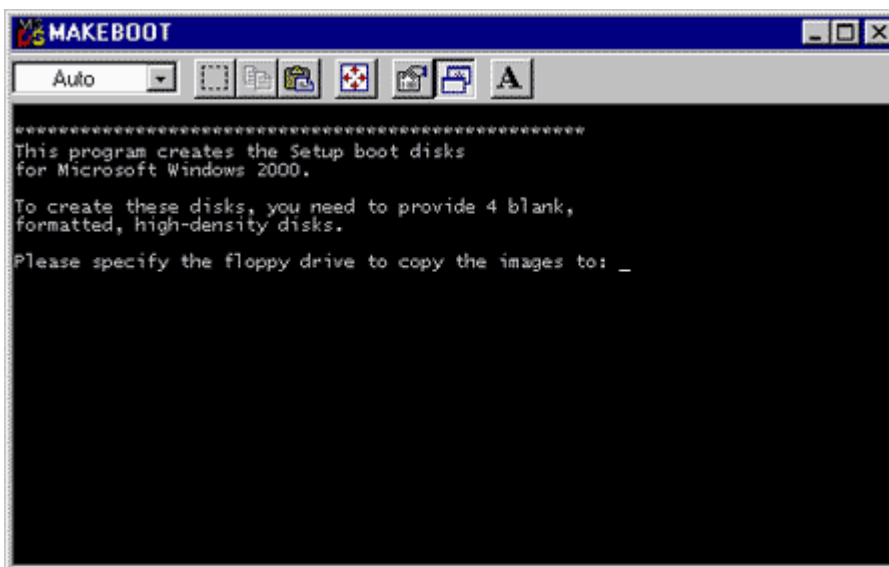 MAKEBOOT
Auto
A
****************************************************
This program creates the Setup boot disks
for Microsoft Windows 2000.
To create these disks, you need to provide 4 blank,
formatted, high-density disks.
Please specify the floppy drive to copy the images to: _